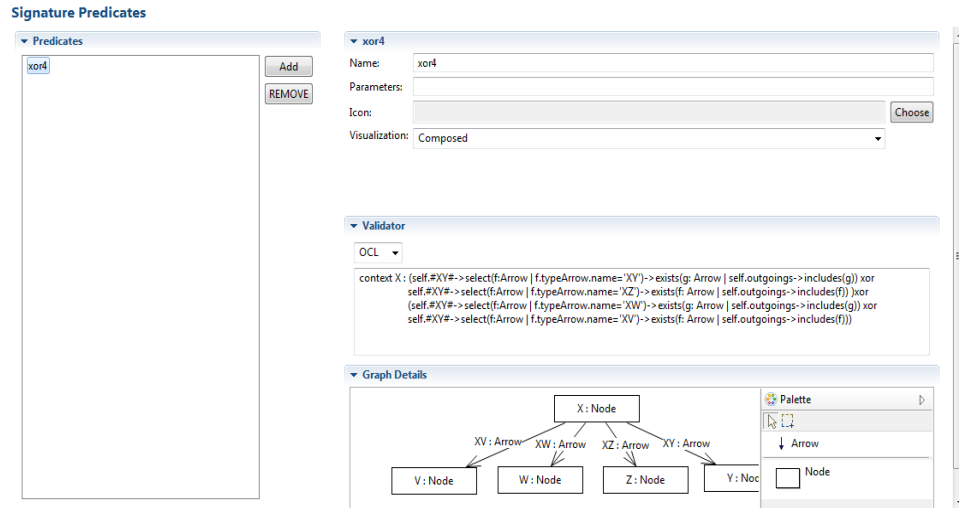 Signature Predicates
Predicates
xor4
Add
REMOVE
xor4
Name: xor4
Parameters:
Icon: Choose
Visualization: Composed
Validator
OCL
context X : (self.#XY#->select(f:Arrow | f.typeArrow.name='XY')->exists(g: Arrow | self.outgoings->includes(g)) xor
self.#XY#->select(f:Arrow | f.typeArrow.name='XZ')->exists(f: Arrow | self.outgoings->includes(f)) )xor
(self.#XY#->select(f:Arrow | f.typeArrow.name='XW')->exists(g: Arrow | self.outgoings->includes(g)) xor
self.#XY#->select(f:Arrow | f.typeArrow.name='XV')->exists(f: Arrow | self.outgoings->includes(f)))
Graph Details
X : Node
XV : Arrow XW : Arrow XZ : Arrow XY : Arrow
V : Node W : Node Z : Node Y : Noc
Palette
Arrow
Node